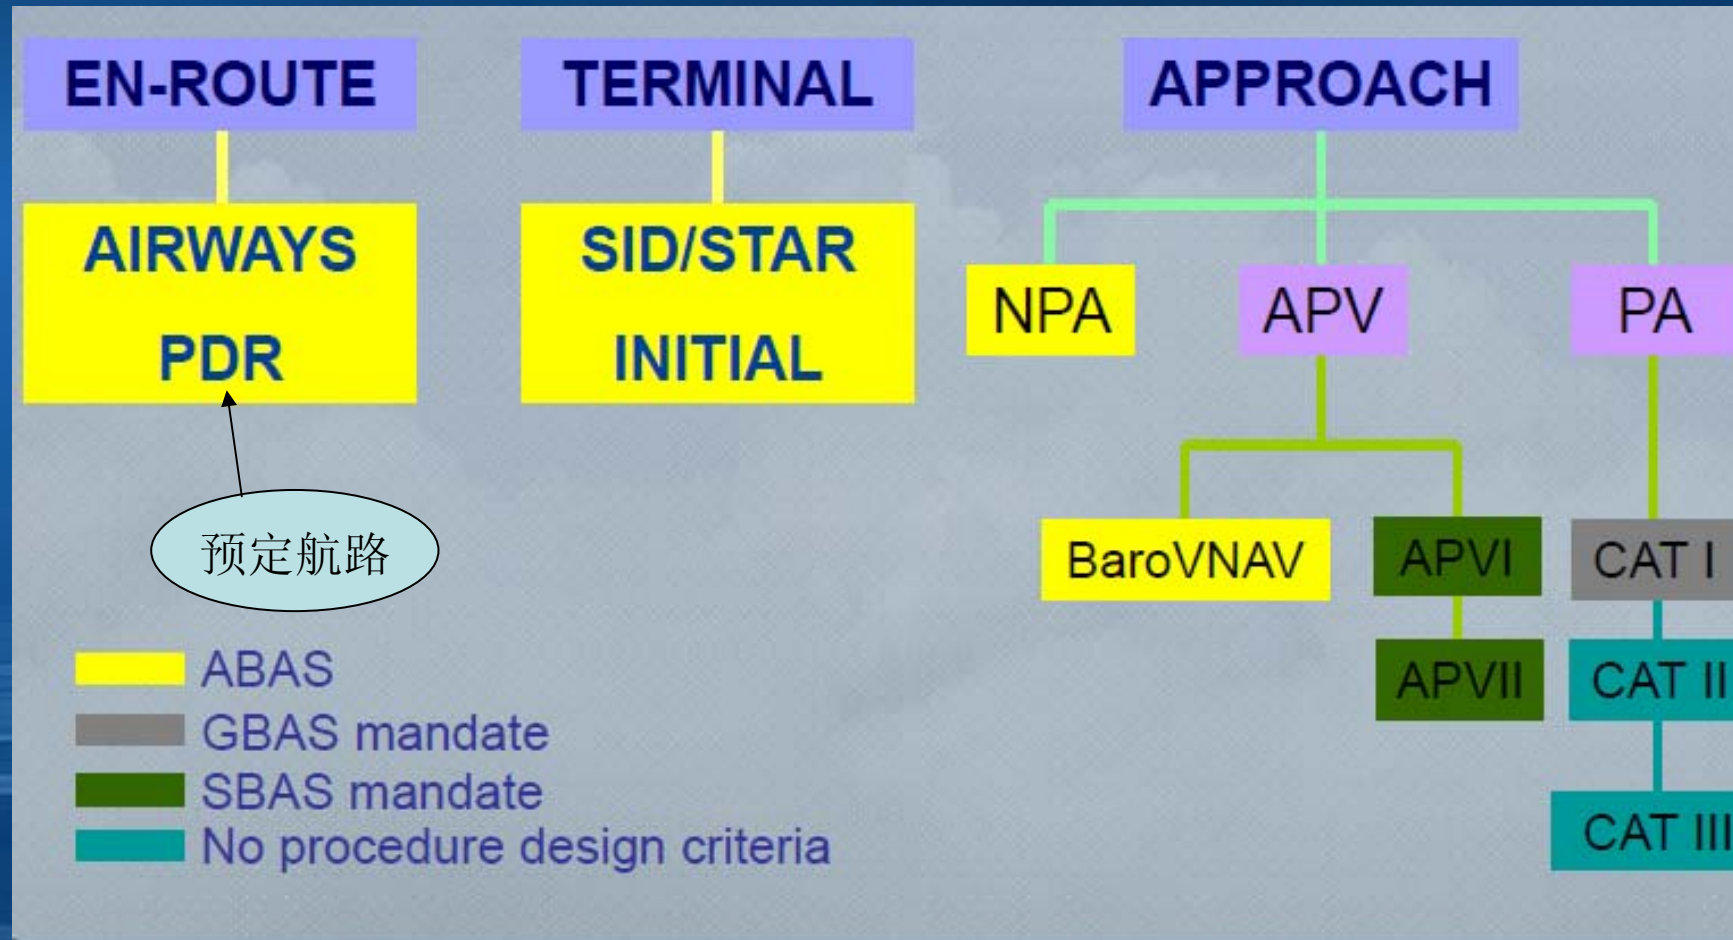 EN-ROUTE
TERMINAL
APPROACH
AIRWAYS
PDR
SID/STAR
INITIAL
NPA
APV
PA
预定航路
BaroVNAV
APVI
CAT I
APVII
CAT II
CAT III
ABAS
GBAS mandate
SBAS mandate
No procedure design criteria